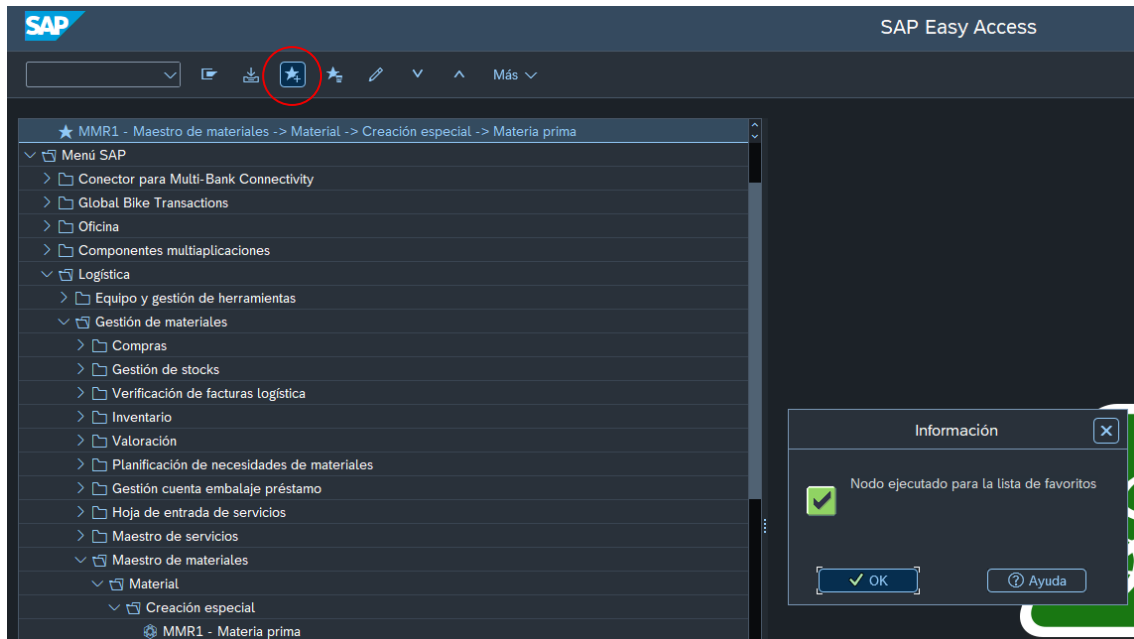 SAP
SAP Easy Access
Más
MMR1 - Maestro de materiales -> Material -> Creación especial -> Materia prima
Menú SAP
Conector para Multi-Bank Connectivity
Global Bike Transactions
Oficina
Componentes multiaplicaciones
Logística
Equipo y gestión de herramientas
Gestión de materiales
Compras
Gestión de stocks
Verificación de facturas logística
Inventario
Valoración
Planificación de necesidades de materiales
Gestión cuenta embalaje préstamo
Hoja de entrada de servicios
Maestro de servicios
Maestro de materiales
Material
Creación especial
MMR1 - Materia prima
Información
Nodo ejecutado para la lista de favoritos
OK
Ayuda